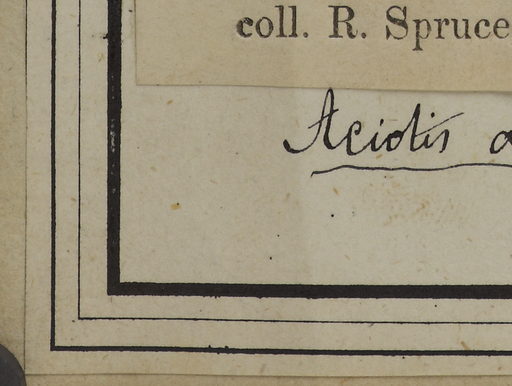 coll. R. Spruce
Aciotis a